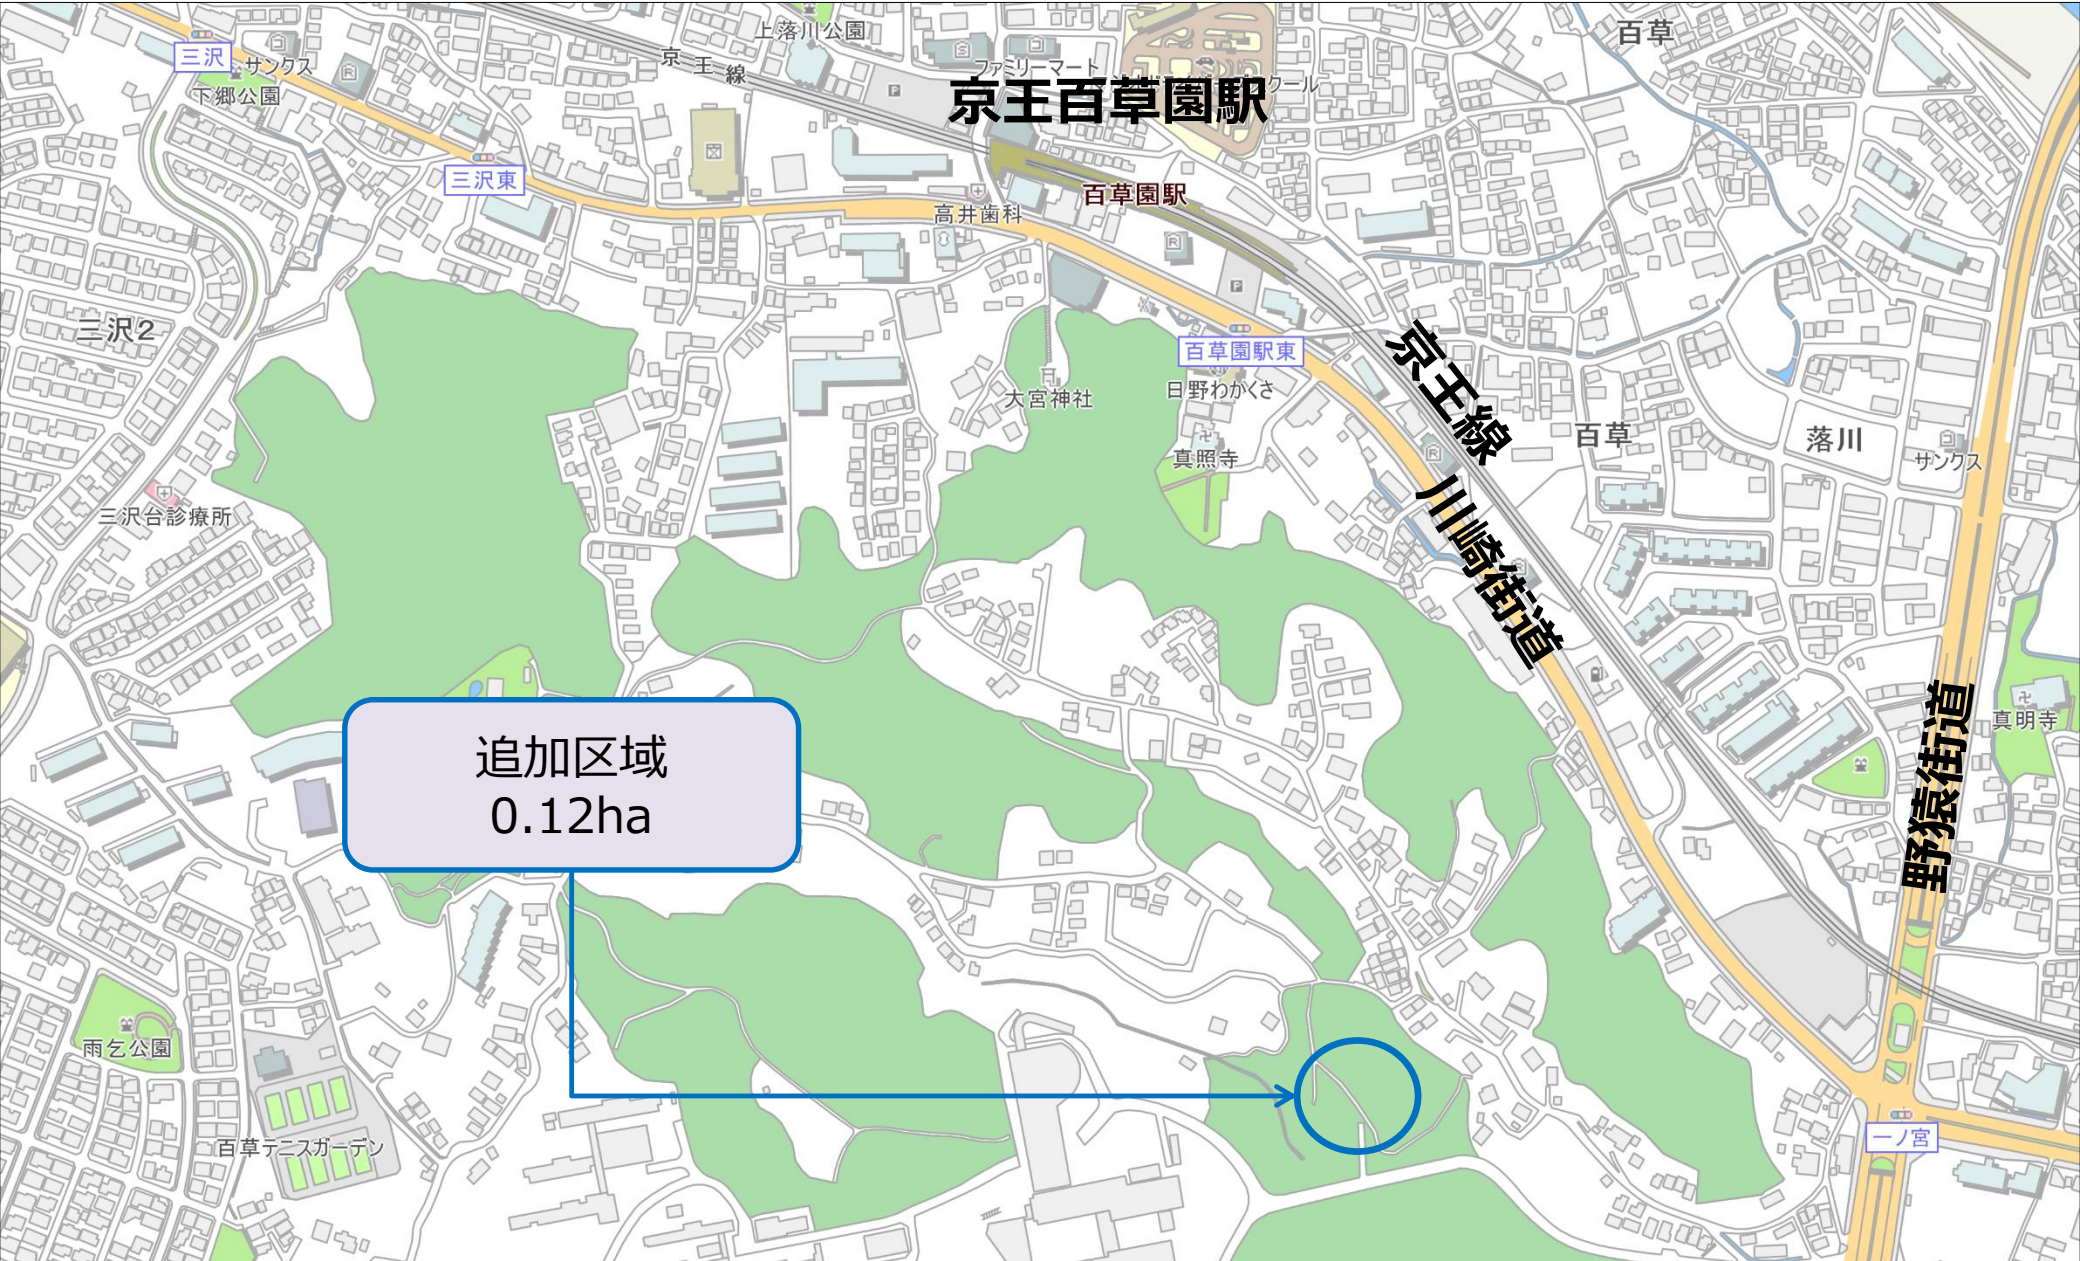 上落川公園
百草
三沢
サンクス
下郷公園
京王線
ファミリーマート
クール
京王百草園駅
三沢東
百草園駅
高井歯科
三沢2
百草園駅東
京王線
大宮神社
日野わかくさ
真照寺
百草
落川
サンクス
三沢台診療所
川崎街道
追加区域
0.12ha
野猿街道
真明寺
雨乞公園
百草テニスガーデン
一ノ宮